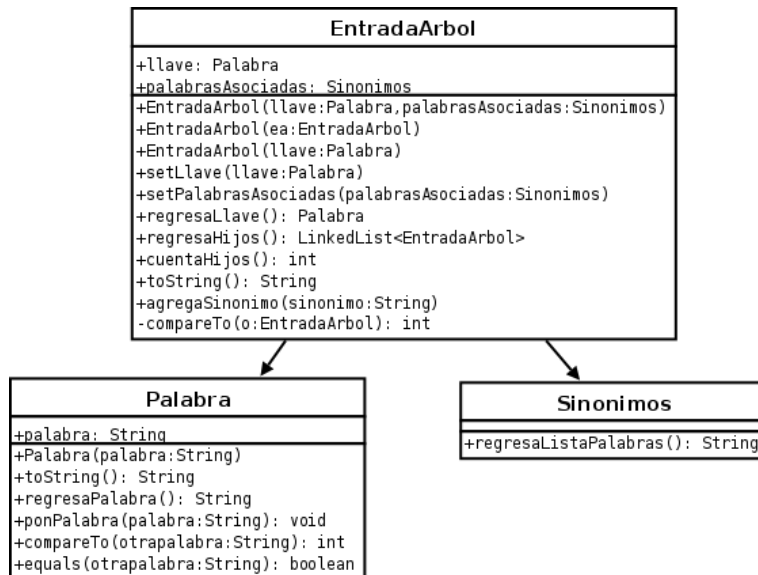 EntradaArbol
+llave: Palabra
+palabrasAsociadas: Sinonimos
+EntradaArbol(llave:Palabra,palabrasAsociadas:Sinonimos)
+EntradaArbol(ea:EntradaArbol)
+EntradaArbol(llave:Palabra)
+setLlave(llave:Palabra)
+setPalabrasAsociadas(palabrasAsociadas:Sinonimos)
+regresaLlave(): Palabra
+regresaHijos(): LinkedList<EntradaArbol>
+cuentaHijos(): int
+toString(): String
+agregaSinonimo(sinonimo:String)
-compareTo(o:EntradaArbol): int
Palabra
+palabra: String
+Palabra(palabra:String)
+toString(): String
+regresaPalabra(): String
+ponPalabra(palabra:String): void
+compareTo(otrapalabra:String): int
+equals(otrapalabra:String): boolean
Sinonimos
+regresaListaPalabras(): String